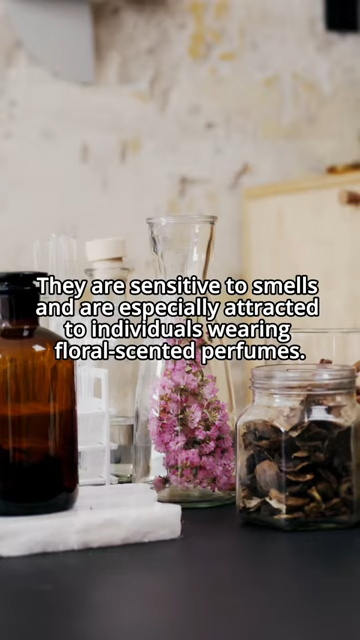 They are sensitive to smells
and are especially attracted
to individuals wearing
floral-scented perfumes.